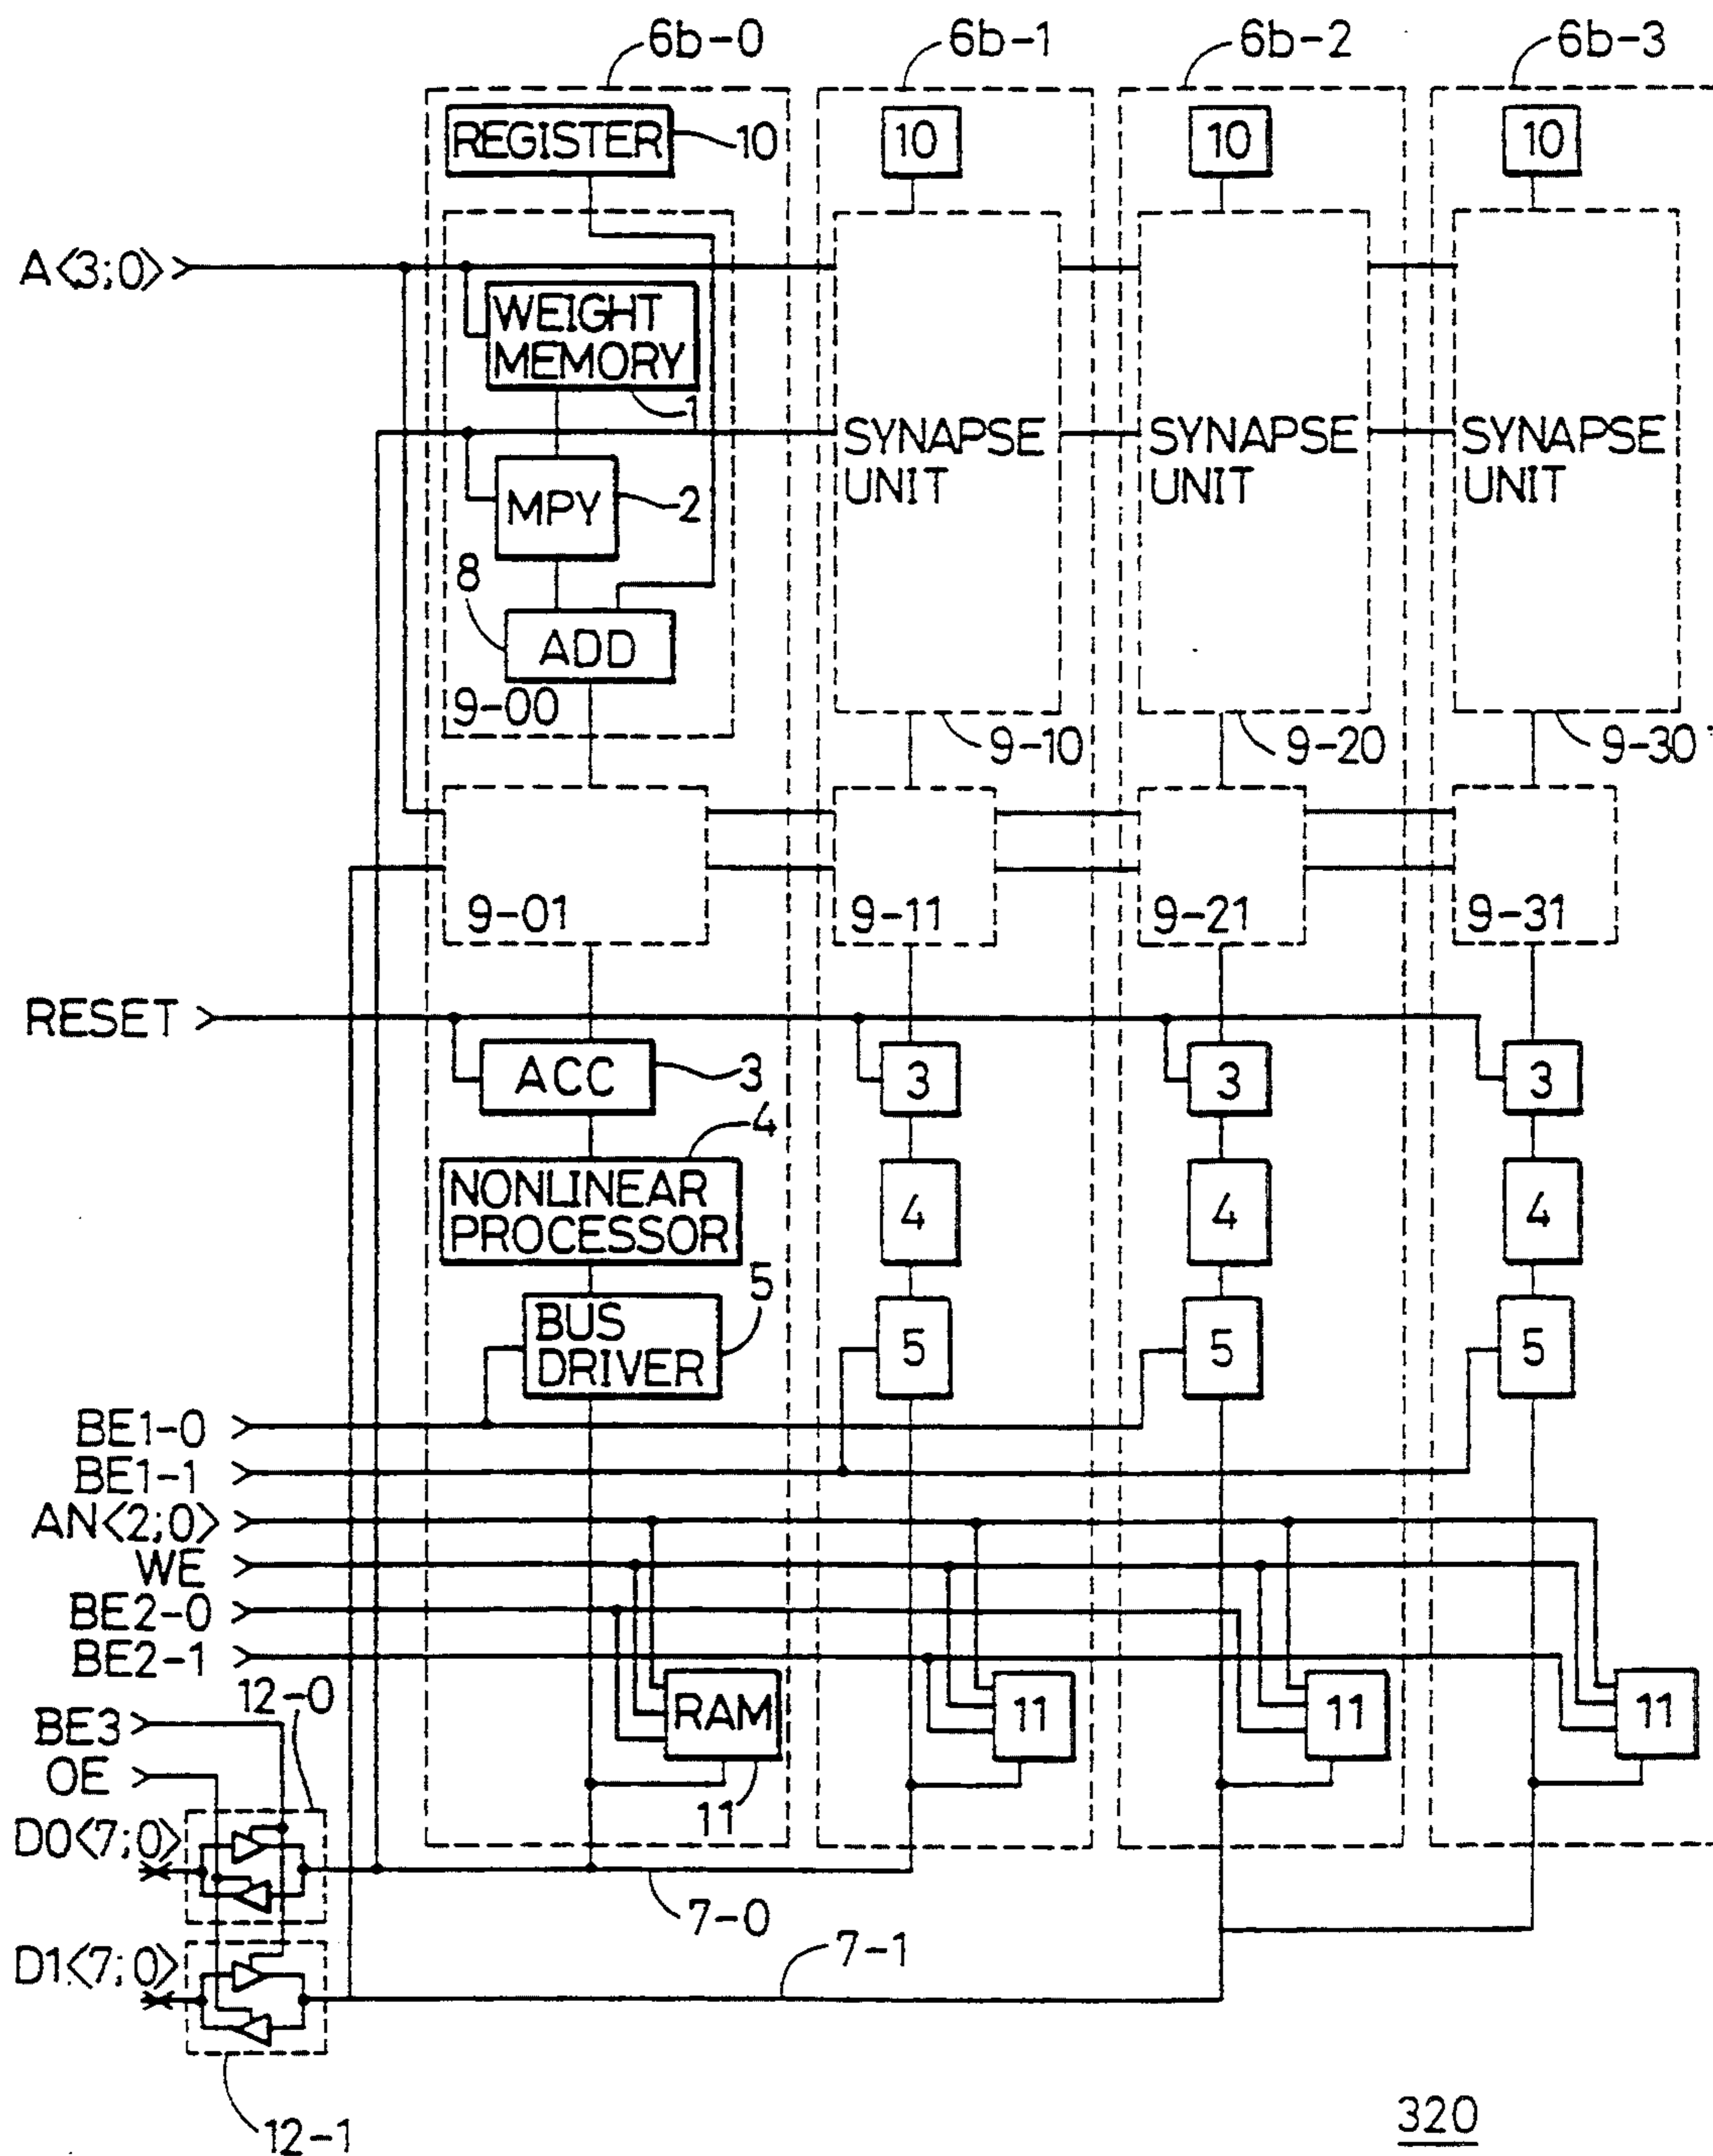 6b-0 6b-1 6b-2 6b-3
REGISTER 10 10 10 10
A<3;0>
WEIGHT
MEMORY
1
SYNAPSE
UNIT
SYNAPSE
UNIT
SYNAPSE
UNIT
MPY 2
8
ADD
9-00 9-10 9-20 9-30
9-01 9-11 9-21 9-31
RESET
ACC 3 3 3 3
4
NONLINEAR
PROCESSOR
4 4 4
5
BUS
DRIVER
5 5 5
BE1-0
BE1-1
AN<2;0>
WE
BE2-0
BE2-1
12-0
BE3
RAM 11 11 11
OE
11
D0<7;0>
7-0
D1<7;0>
7-1
12-1
320